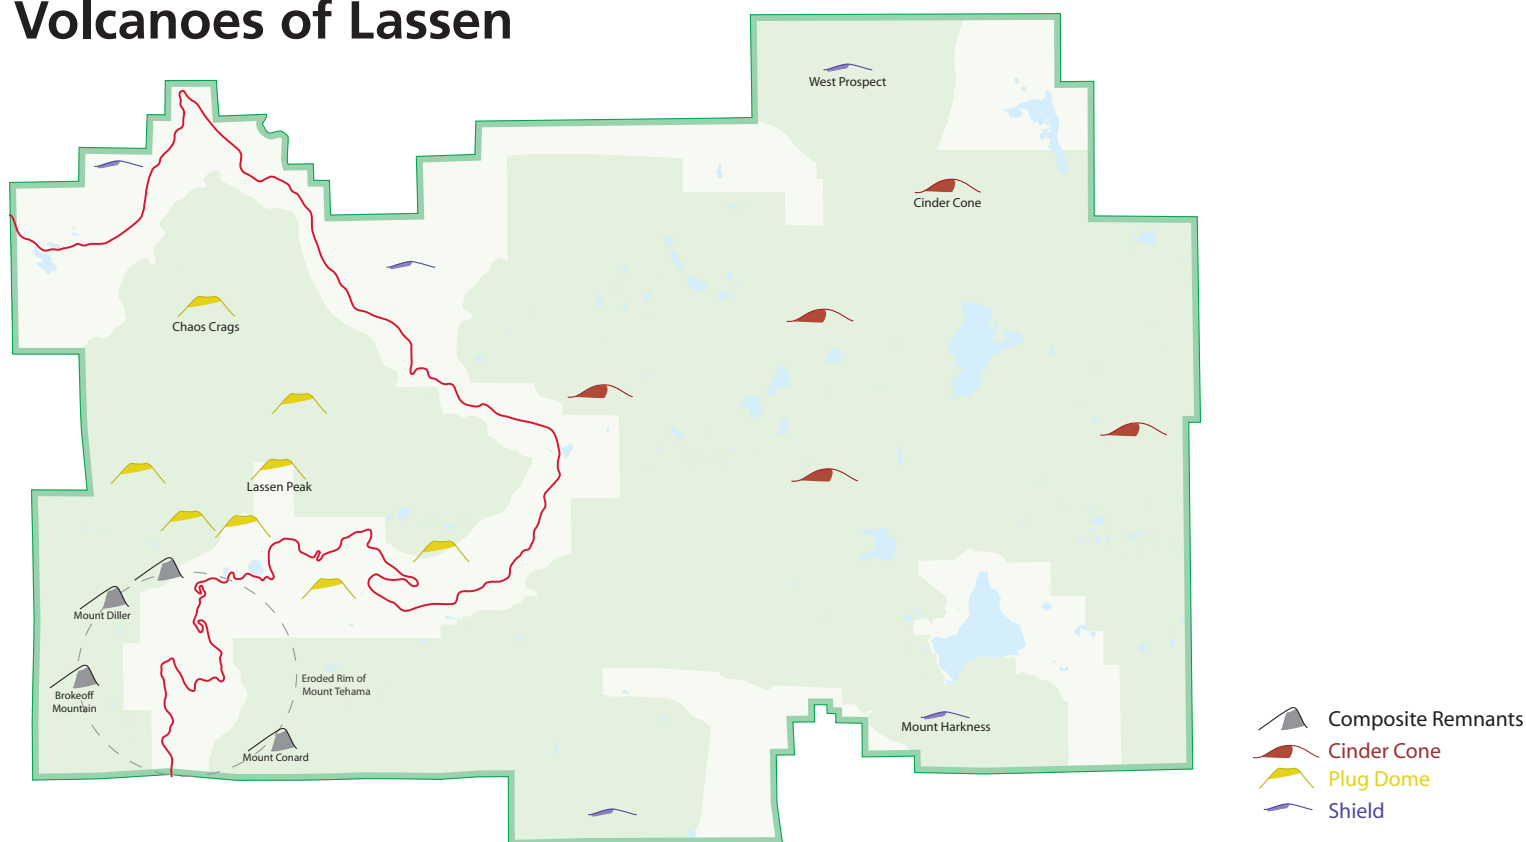 Volcanoes of Lassen
West Prospect
Cinder Cone
Chaos Crags
Lassen Peak
Mount Diller
Eroded Rim of
Mount Tehama
Brokeoff
Mountain
Mount Harkness
Mount Conard
Composite Remnants
Cinder Cone
Plug Dome
Shield